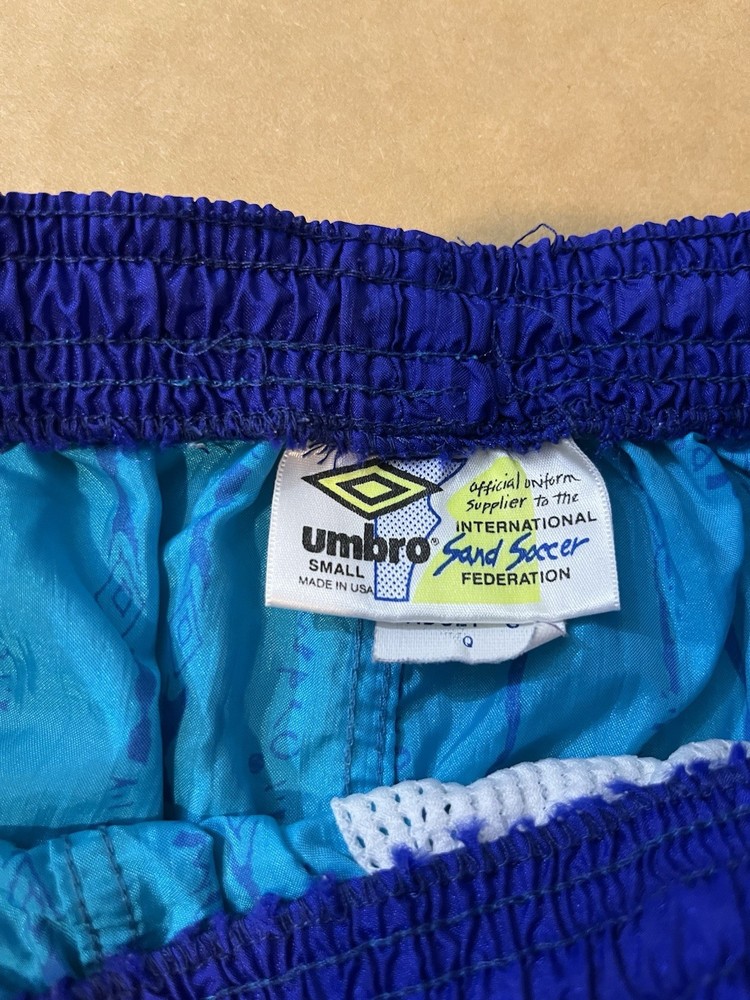 umbro®
SMALL
MADE IN USA
official uniform
supplier to the
INTERNATIONAL
Sand Soccer
FEDERATION
Q